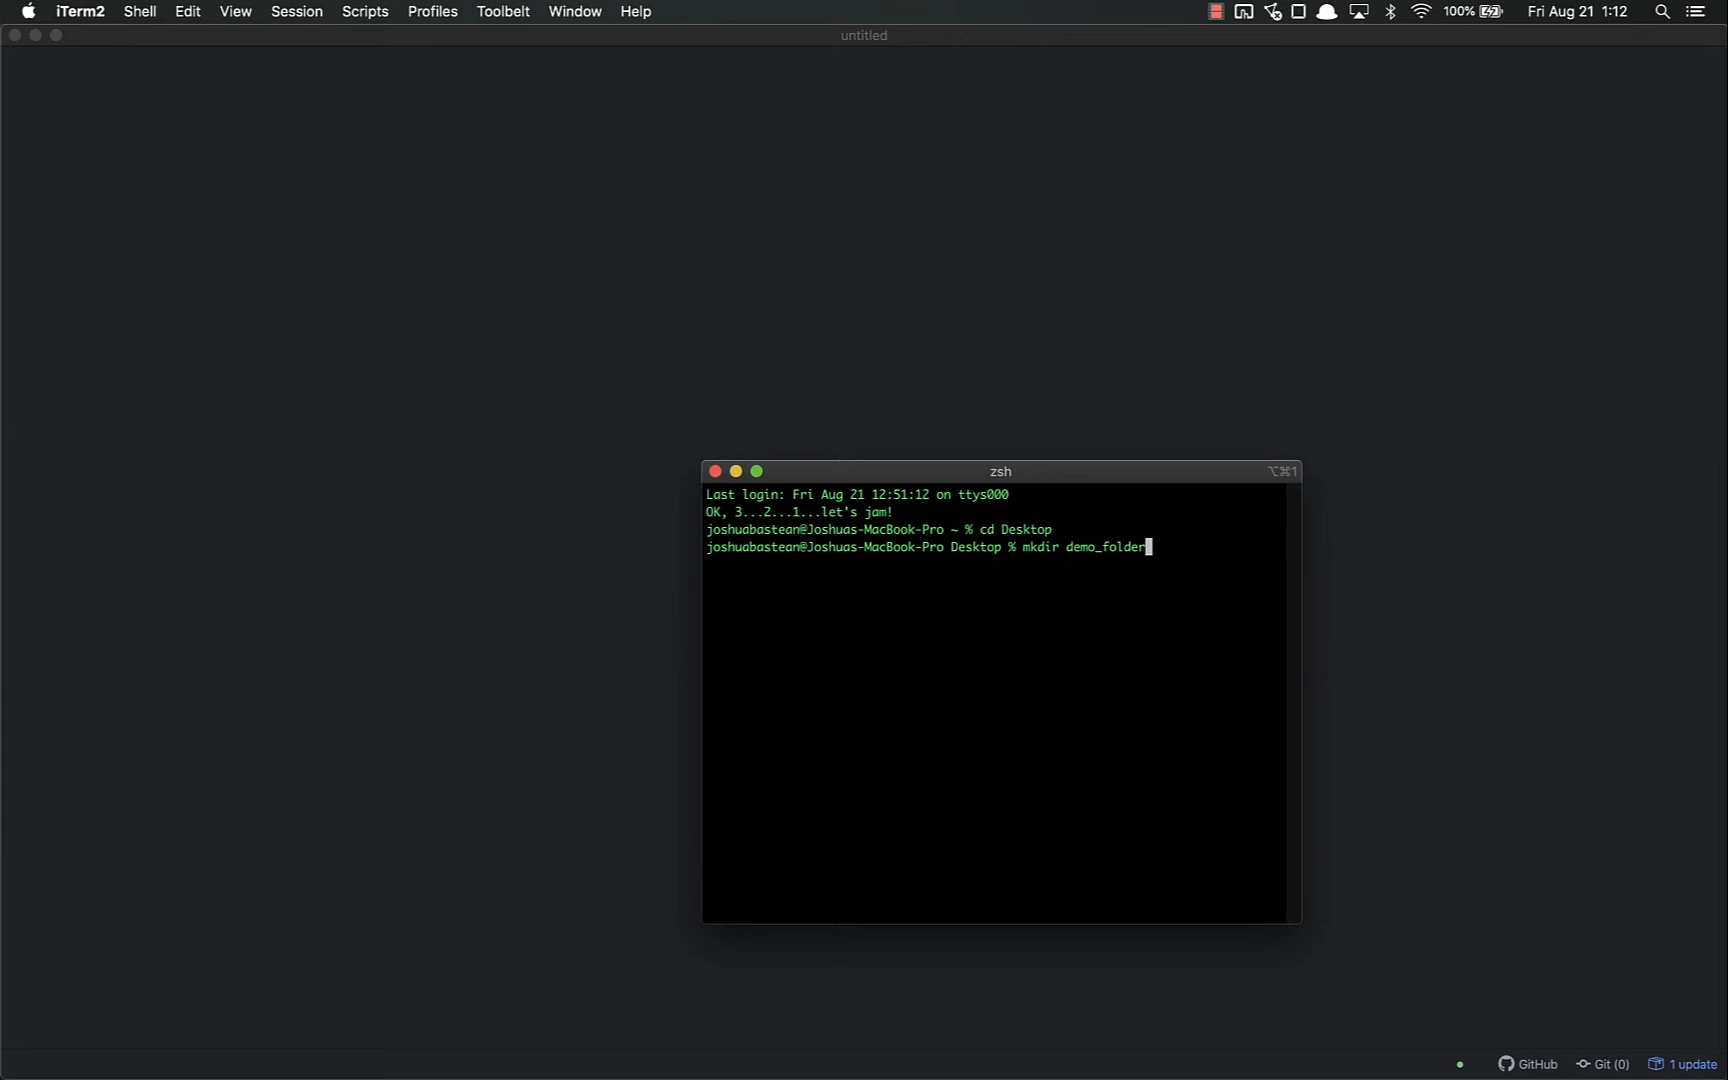 iTerm2 Shell Edit View Session Scripts Profiles Toolbelt Window Help 100% Fri Aug 21 1:12
untitled
zsh ⌥⌘1
Last login: Fri Aug 21 12:51:12 on ttys000
OK, 3...2...1...let's jam!
joshuabastean@Joshuas-MacBook-Pro ~ % cd Desktop
joshuabastean@Joshuas-MacBook-Pro Desktop % mkdir demo_folder
GitHub Git (0) 1 update